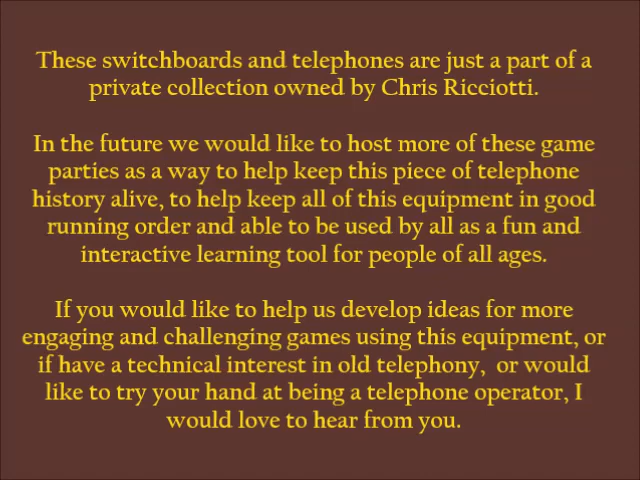 These switchboards and telephones are just a part of a
private collection owned by Chris Ricciotti.
In the future we would like to host more of these game
parties as a way to help keep this piece of telephone
history alive, to help keep all of this equipment in good
running order and able to be used by all as a fun and
interactive learning tool for people of all ages.
If you would like to help us develop ideas for more
engaging and challenging games using this equipment, or
if have a technical interest in old telephony,  or would
like to try your hand at being a telephone operator, I
would love to hear from you.